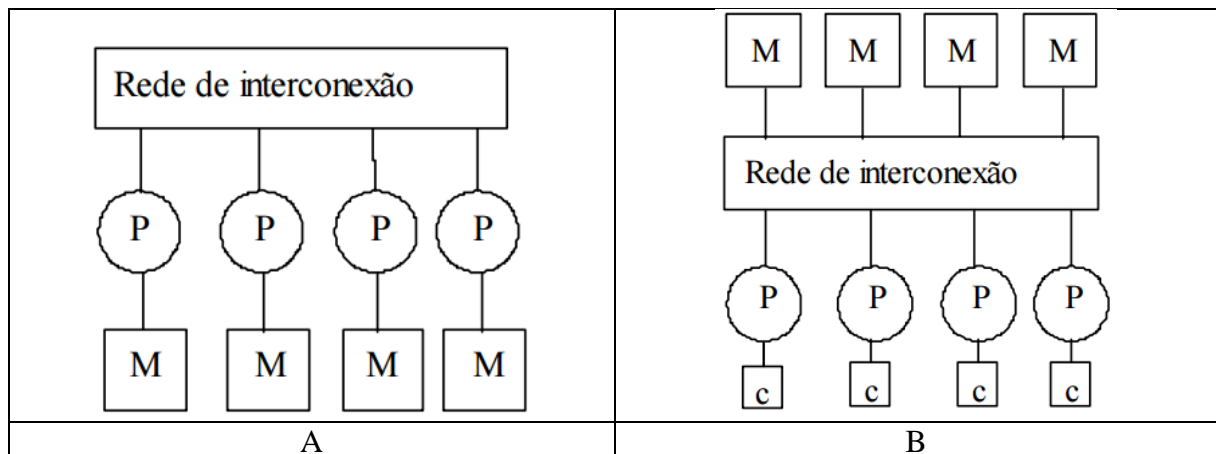 Rede de interconexão
P P P P
M M M M
A
M M M M
Rede de interconexão
P P P P
c c c c
B